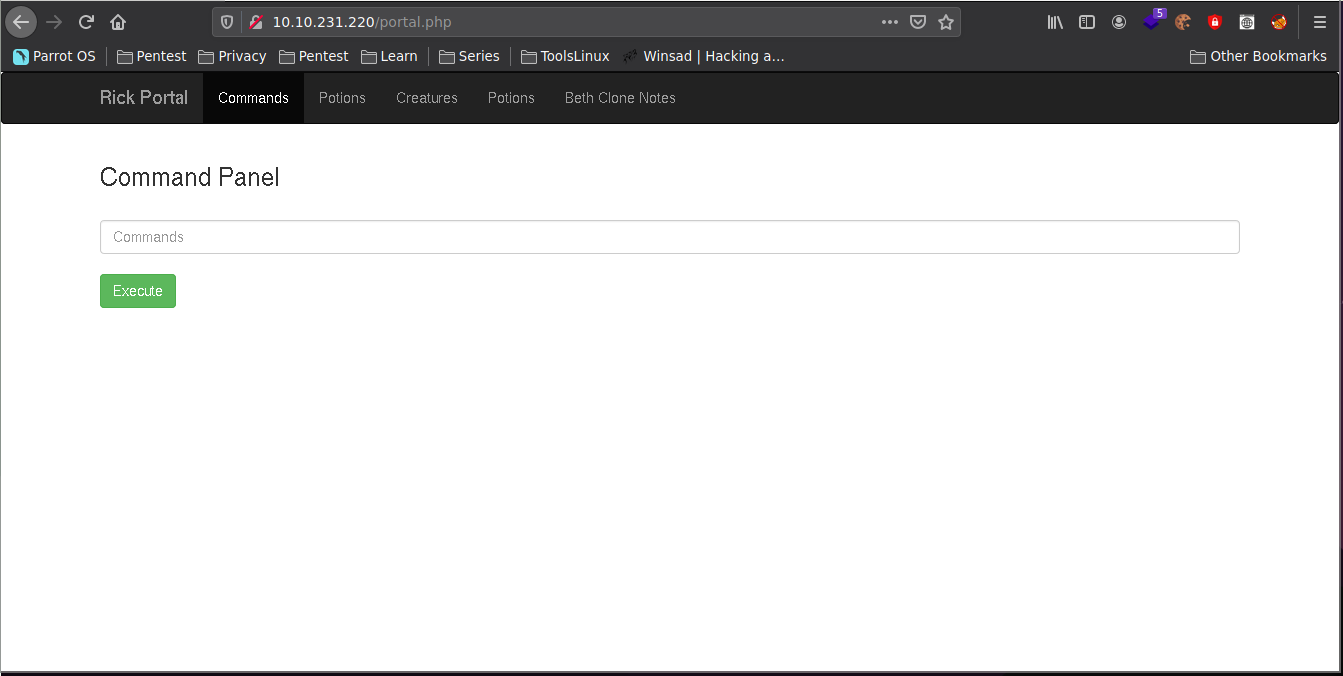 10.10.231.220/portal.php
5
Parrot OS Pentest Privacy Pentest Learn Series ToolsLinux Winsad | Hacking a... Other Bookmarks
Rick Portal Commands Potions Creatures Potions Beth Clone Notes
Command Panel
Commands
Execute